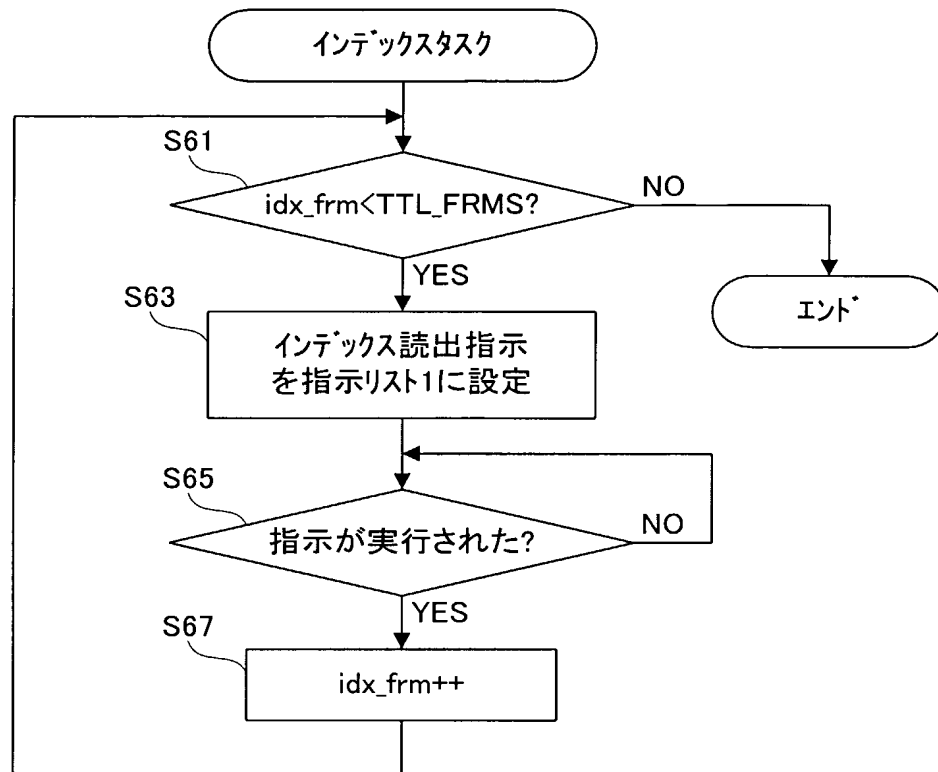 インデックスタスク
S61
idx_frm<TTL_FRMS?
NO
YES
エンド
S63
インデックス読出指示
を指示リスト1に設定
S65
指示が実行された?
NO
YES
S67
idx_frm++